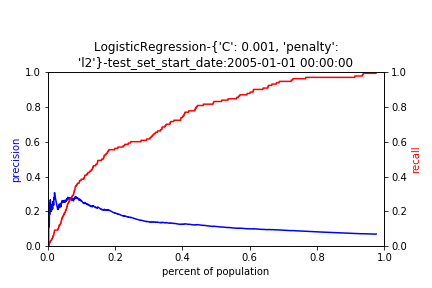 LogisticRegression-{'C': 0.001, 'penalty':
'l2'}-test_set_start_date:2005-01-01 00:00:00
1.0
0.8
0.6
0.4
0.2
0.0
precision
1.0
0.8
0.6
0.4
0.2
0.0
recall
0.0 0.2 0.4 0.6 0.8 1.0
percent of population